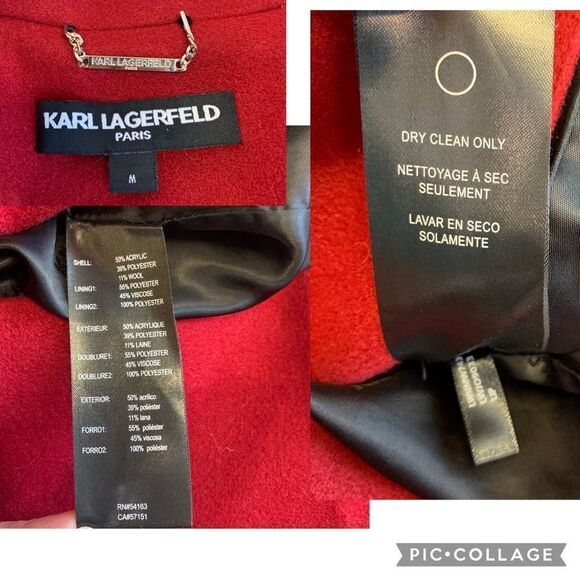 KARL LAGERFELD
PARIS
KARL LAGERFELD
PARIS
M
SHELL: 50% ACRYLIC
39% POLYESTER
11% WOOL
LINING1: 55% POLYESTER
45% VISCOSE
LINING2: 100% POLYESTER
EXTÉRIEUR: 50% ACRYLIQUE
39% POLYESTER
11% LAINE
DOUBLURE1: 55% POLYESTER
45% VISCOSE
DOUBLURE2: 100% POLYESTER
EXTERIOR: 50% acrílico
39% poliéster
11% lana
FORRO1: 55% poliéster
45% viscosa
FORRO2: 100% poliéster
RN#54163
CA#57151
DRY CLEAN ONLY
NETTOYAGE À SEC
SEULEMENT
LAVAR EN SECO
SOLAMENTE
PIC•COLLAGE